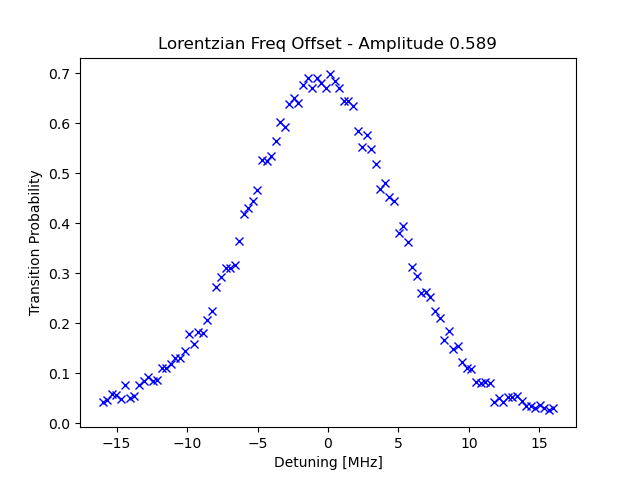 Lorentzian Freq Offset - Amplitude 0.589
0.7
0.6
0.5
0.4
0.3
0.2
0.1
0.0
Transition Probability
−15 −10 −5 0 5 10 15
Detuning [MHz]